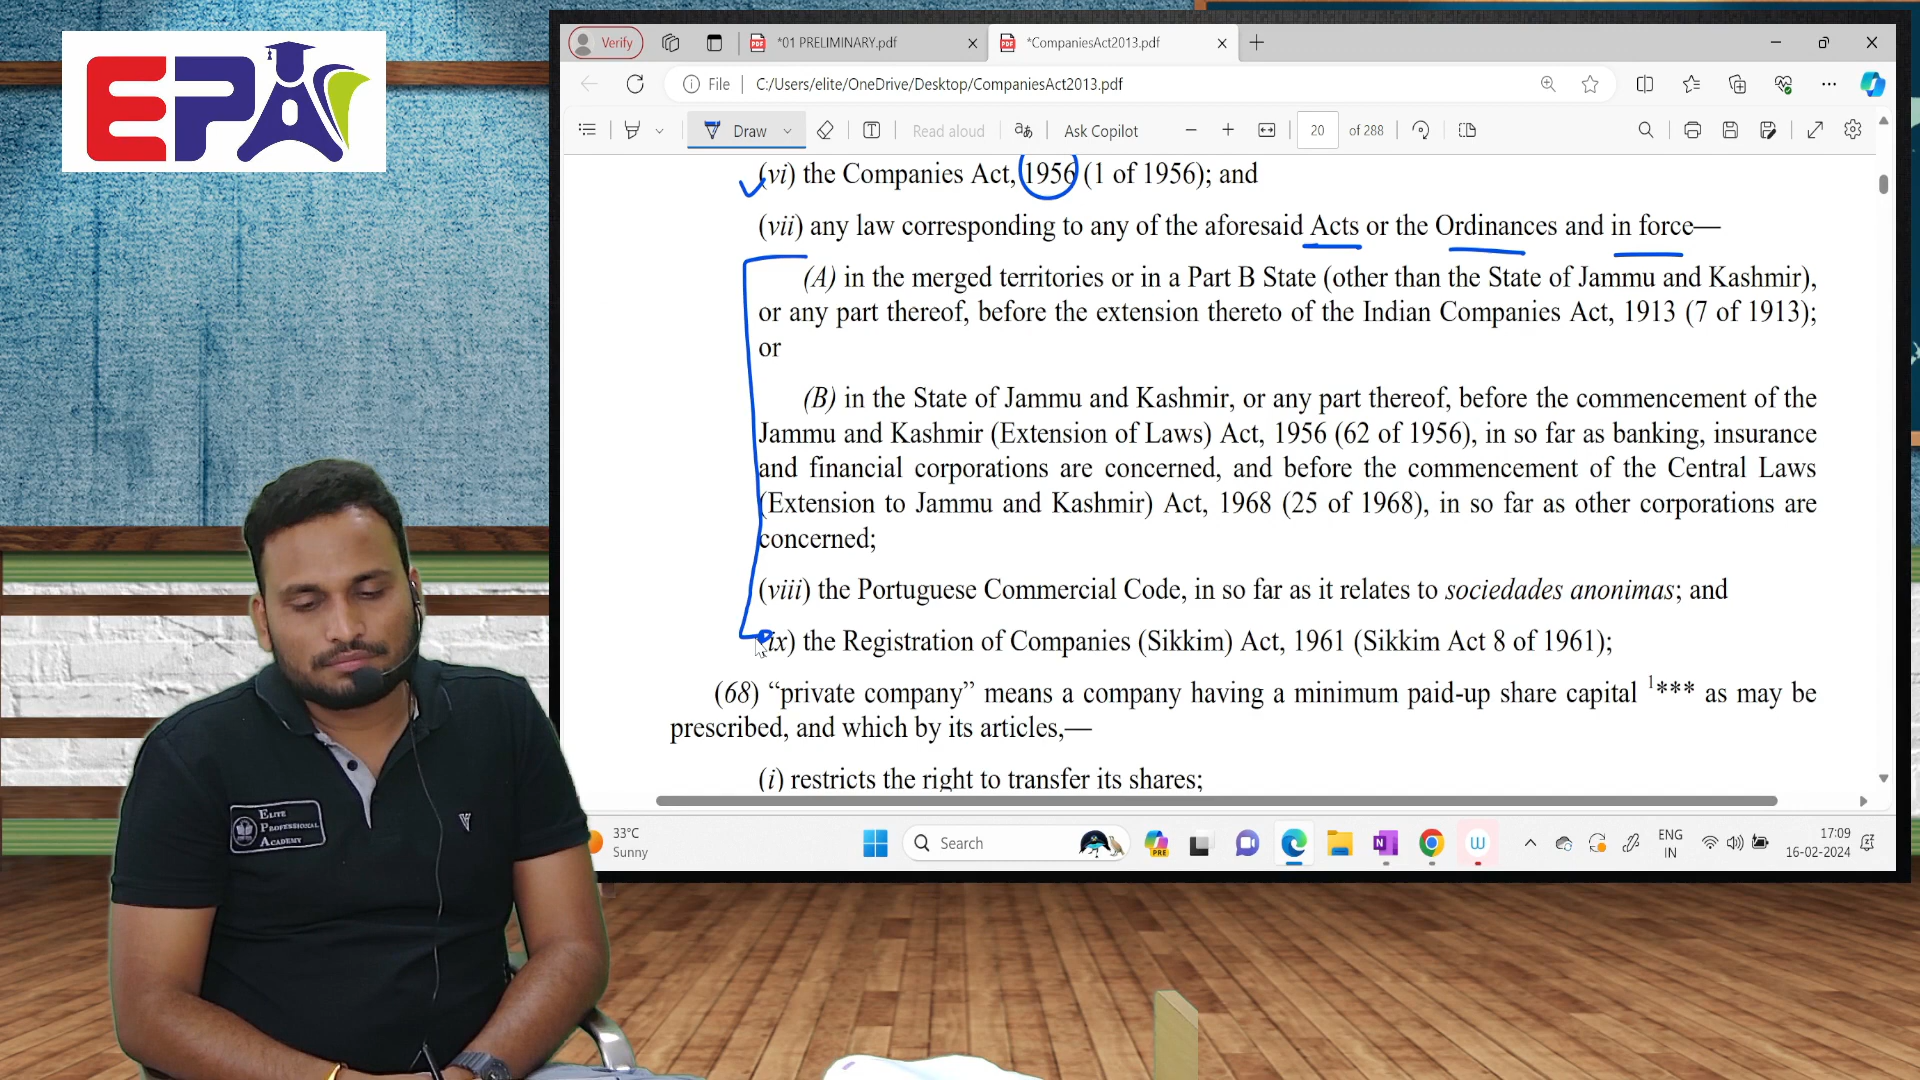 EPA
Verify
*01 PRELIMINARY.pdf
*CompaniesAct2013.pdf
File
C:/Users/elite/OneDrive/Desktop/CompaniesAct2013.pdf
Draw
Read aloud
Ask Copilot
20
of 288
(vi) the Companies Act, 1956 (1 of 1956); and
(vii) any law corresponding to any of the aforesaid Acts or the Ordinances and in force—
(A) in the merged territories or in a Part B State (other than the State of Jammu and Kashmir),
or any part thereof, before the extension thereto of the Indian Companies Act, 1913 (7 of 1913);
or
(B) in the State of Jammu and Kashmir, or any part thereof, before the commencement of the
Jammu and Kashmir (Extension of Laws) Act, 1956 (62 of 1956), in so far as banking, insurance
and financial corporations are concerned, and before the commencement of the Central Laws
(Extension to Jammu and Kashmir) Act, 1968 (25 of 1968), in so far as other corporations are
concerned;
(viii) the Portuguese Commercial Code, in so far as it relates to sociedades anonimas; and
ix) the Registration of Companies (Sikkim) Act, 1961 (Sikkim Act 8 of 1961);
(68) “private company” means a company having a minimum paid-up share capital 1*** as may be
prescribed, and which by its articles,—
(i) restricts the right to transfer its shares;
33°C
Sunny
Search
PRE
ENG
IN
17:09
16-02-2024
ELITE
PROFESSIONAL
ACADEMY